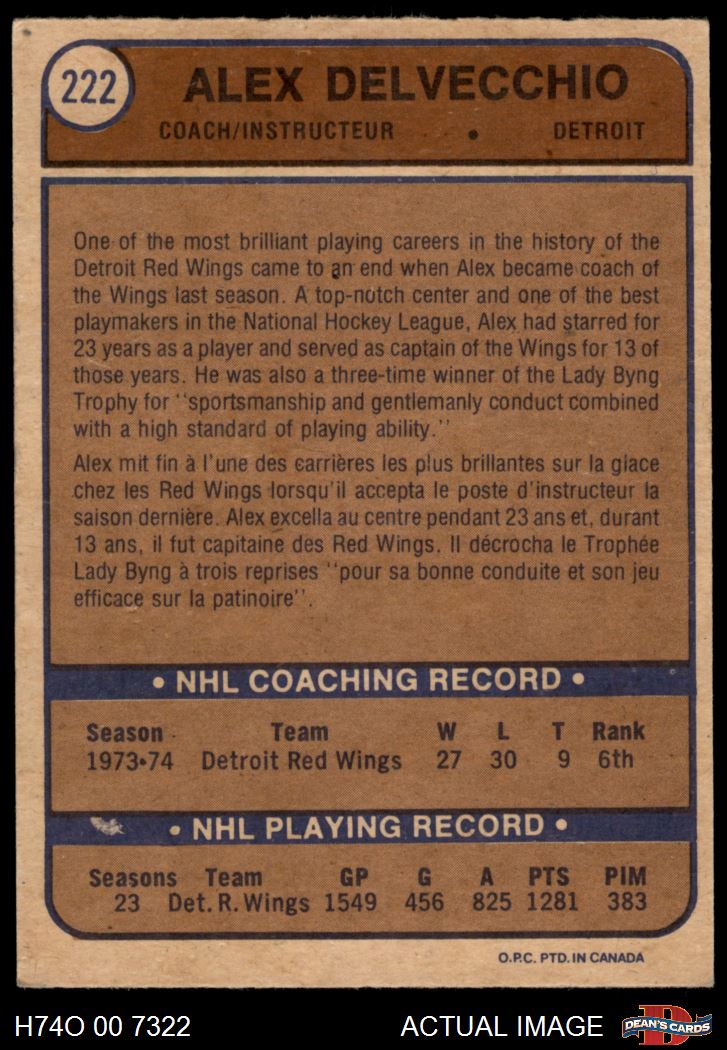 222
ALEX DELVECCHIO
COACH/INSTRUCTEUR • DETROIT
One of the most brilliant playing careers in the history of the
Detroit Red Wings came to an end when Alex became coach of
the Wings last season. A top-notch center and one of the best
playmakers in the National Hockey League, Alex had starred for
23 years as a player and served as captain of the Wings for 13 of
those years. He was also a three-time winner of the Lady Byng
Trophy for ''sportsmanship and gentlemanly conduct combined
with a high standard of playing ability.''
Alex mit fin à l'une des carrières les plus brillantes sur la glace
chez les Red Wings lorsqu'il accepta le poste d'instructeur la
saison dernière. Alex excella au centre pendant 23 ans et, durant
13 ans, il fut capitaine des Red Wings. Il décrocha le Trophée
Lady Byng à trois reprises ''pour sa bonne conduite et son jeu
efficace sur la patinoire''.
• NHL COACHING RECORD •
Season Team W L T Rank
1973-74 Detroit Red Wings 27 30 9 6th
• NHL PLAYING RECORD •
Seasons Team GP G A PTS PIM
23 Det. R. Wings 1549 456 825 1281 383
O.P.C. PTD. IN CANADA
H74O 00 7322 ACTUAL IMAGE
D
DEAN'S CARDS